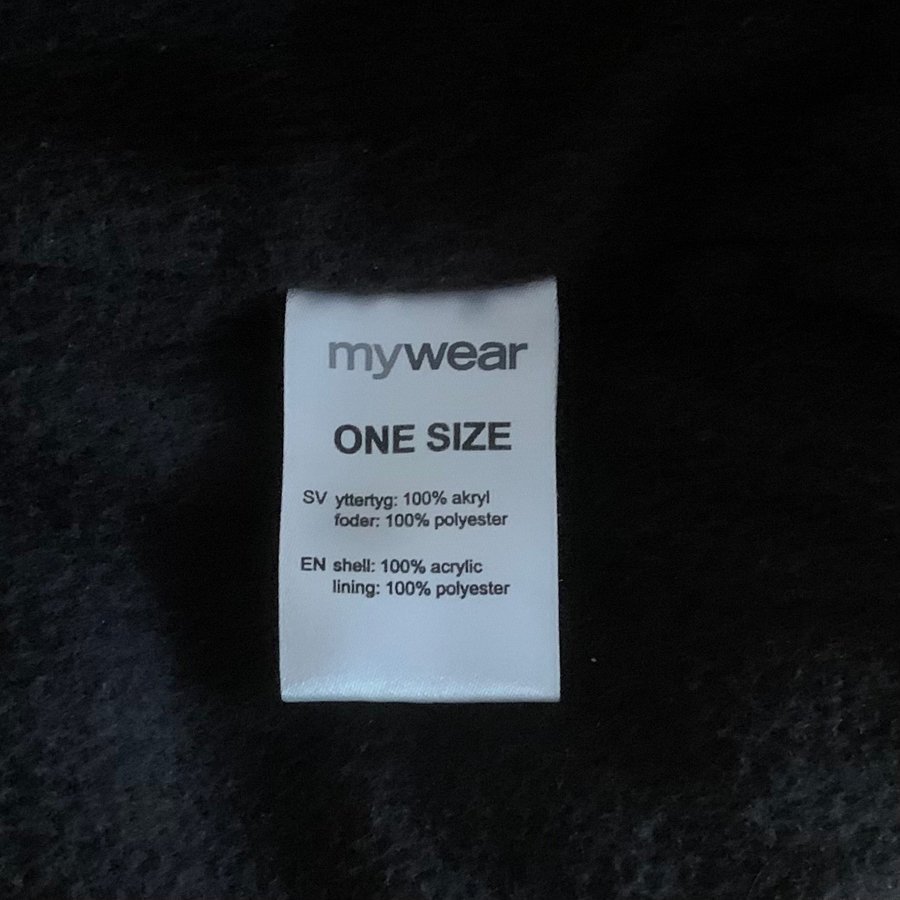 mywear
ONE SIZE
SV yttertyg: 100% akryl
foder: 100% polyester
EN shell: 100% acrylic
lining: 100% polyester